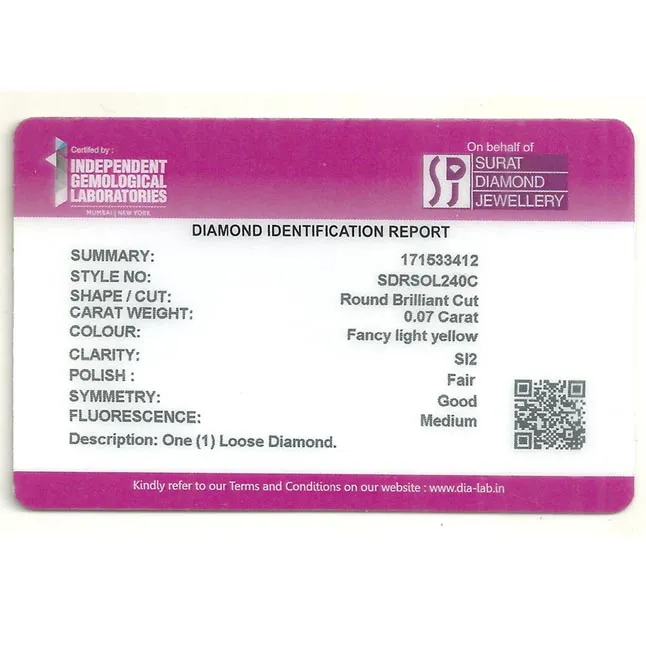 Certified by :
INDEPENDENT
GEMOLOGICAL
LABORATORIES
MUMBAI | NEW YORK
On behalf of
SDJ
SURAT
DIAMOND
JEWELLERY
DIAMOND IDENTIFICATION REPORT
SUMMARY: 171533412
STYLE NO: SDRSOL240C
SHAPE / CUT: Round Brilliant Cut
CARAT WEIGHT: 0.07 Carat
COLOUR: Fancy light yellow
CLARITY: SI2
POLISH : Fair
SYMMETRY: Good
FLUORESCENCE: Medium
Description: One (1) Loose Diamond.
Kindly refer to our Terms and Conditions on our website : www.dia-lab.in